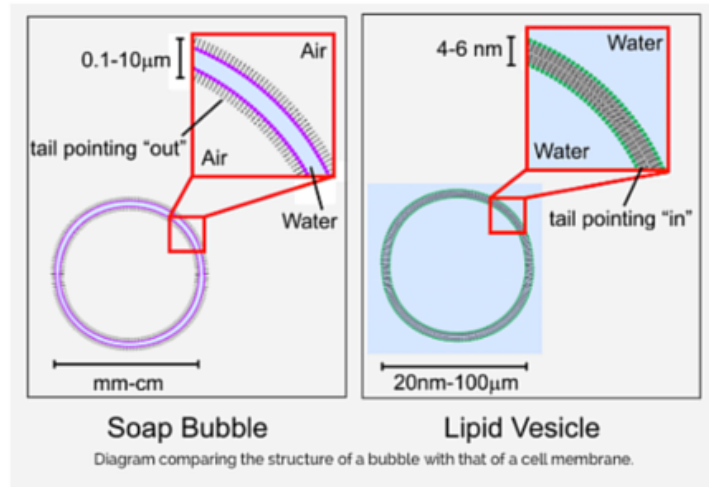 0.1-10μm
Air
tail pointing "out"
Air
Water
mm-cm
Soap Bubble
4-6 nm
Water
Water
tail pointing "in"
20nm-100μm
Lipid Vesicle
Diagram comparing the structure of a bubble with that of a cell membrane.